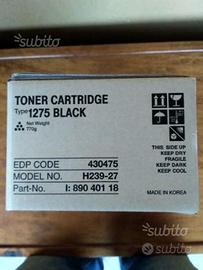 subito
TONER CARTRIDGE
Type 1275 BLACK
Net Weight
770g
THIS SIDE UP
KEEP DRY
FRAGILE
KEEP DARK
KEEP COOL
EDP CODE 430475
MODEL NO. H239-27
Part-No. I: 890 401 18
MADE IN KOREA
subito
subito